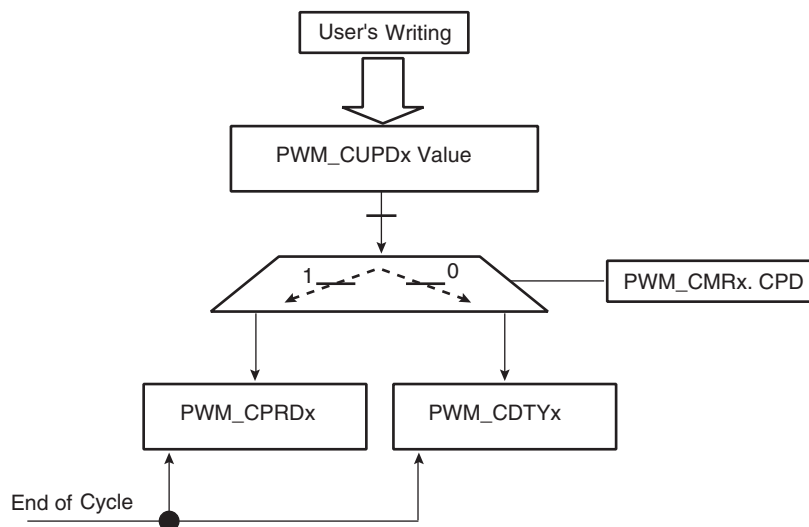 User's Writing
PWM_CUPDx Value
1
0
PWM_CMRx. CPD
PWM_CPRDx
PWM_CDTYx
End of Cycle